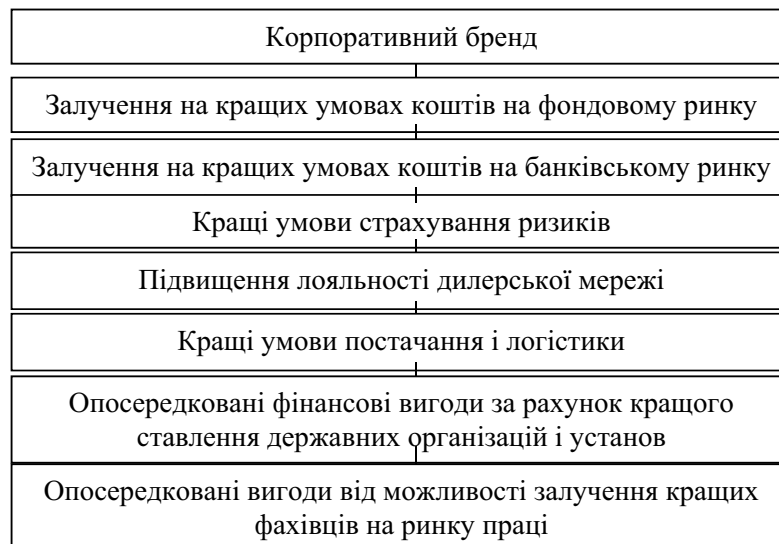 Корпоративний бренд
Залучення на кращих умовах коштів на фондовому ринку
Залучення на кращих умовах коштів на банківському ринку
Кращі умови страхування ризиків
Підвищення лояльності дилерської мережі
Кращі умови постачання і логістики
Опосередковані фінансові вигоди за рахунок кращого
ставлення державних організацій і установ
Опосередковані вигоди від можливості залучення кращих
фахівців на ринку праці